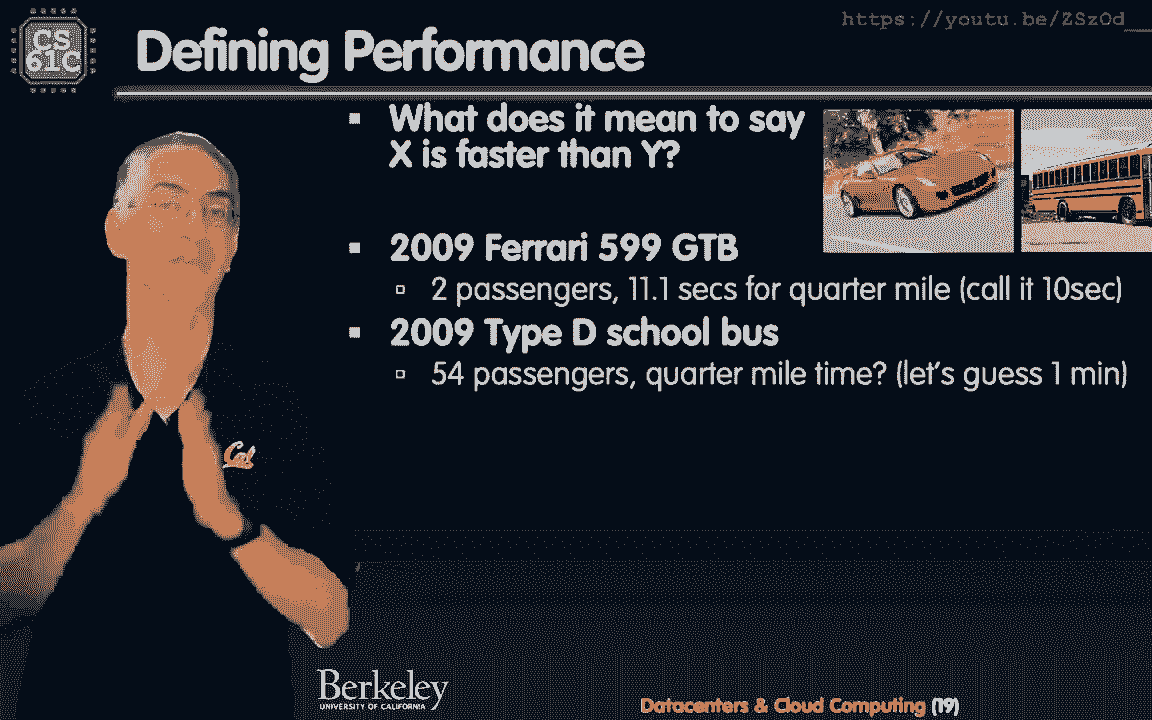 CS
61C
Defining Performance
https://youtu.be/ZSzOd__
What does it mean to say
X is faster than Y?
2009 Ferrari 599 GTB
2 passengers, 11.1 secs for quarter mile (call it 10sec)
2009 Type D school bus
54 passengers, quarter mile time? (let's guess 1 min)
Cal
Berkeley
UNIVERSITY OF CALIFORNIA
Datacenters & Cloud Computing (19)